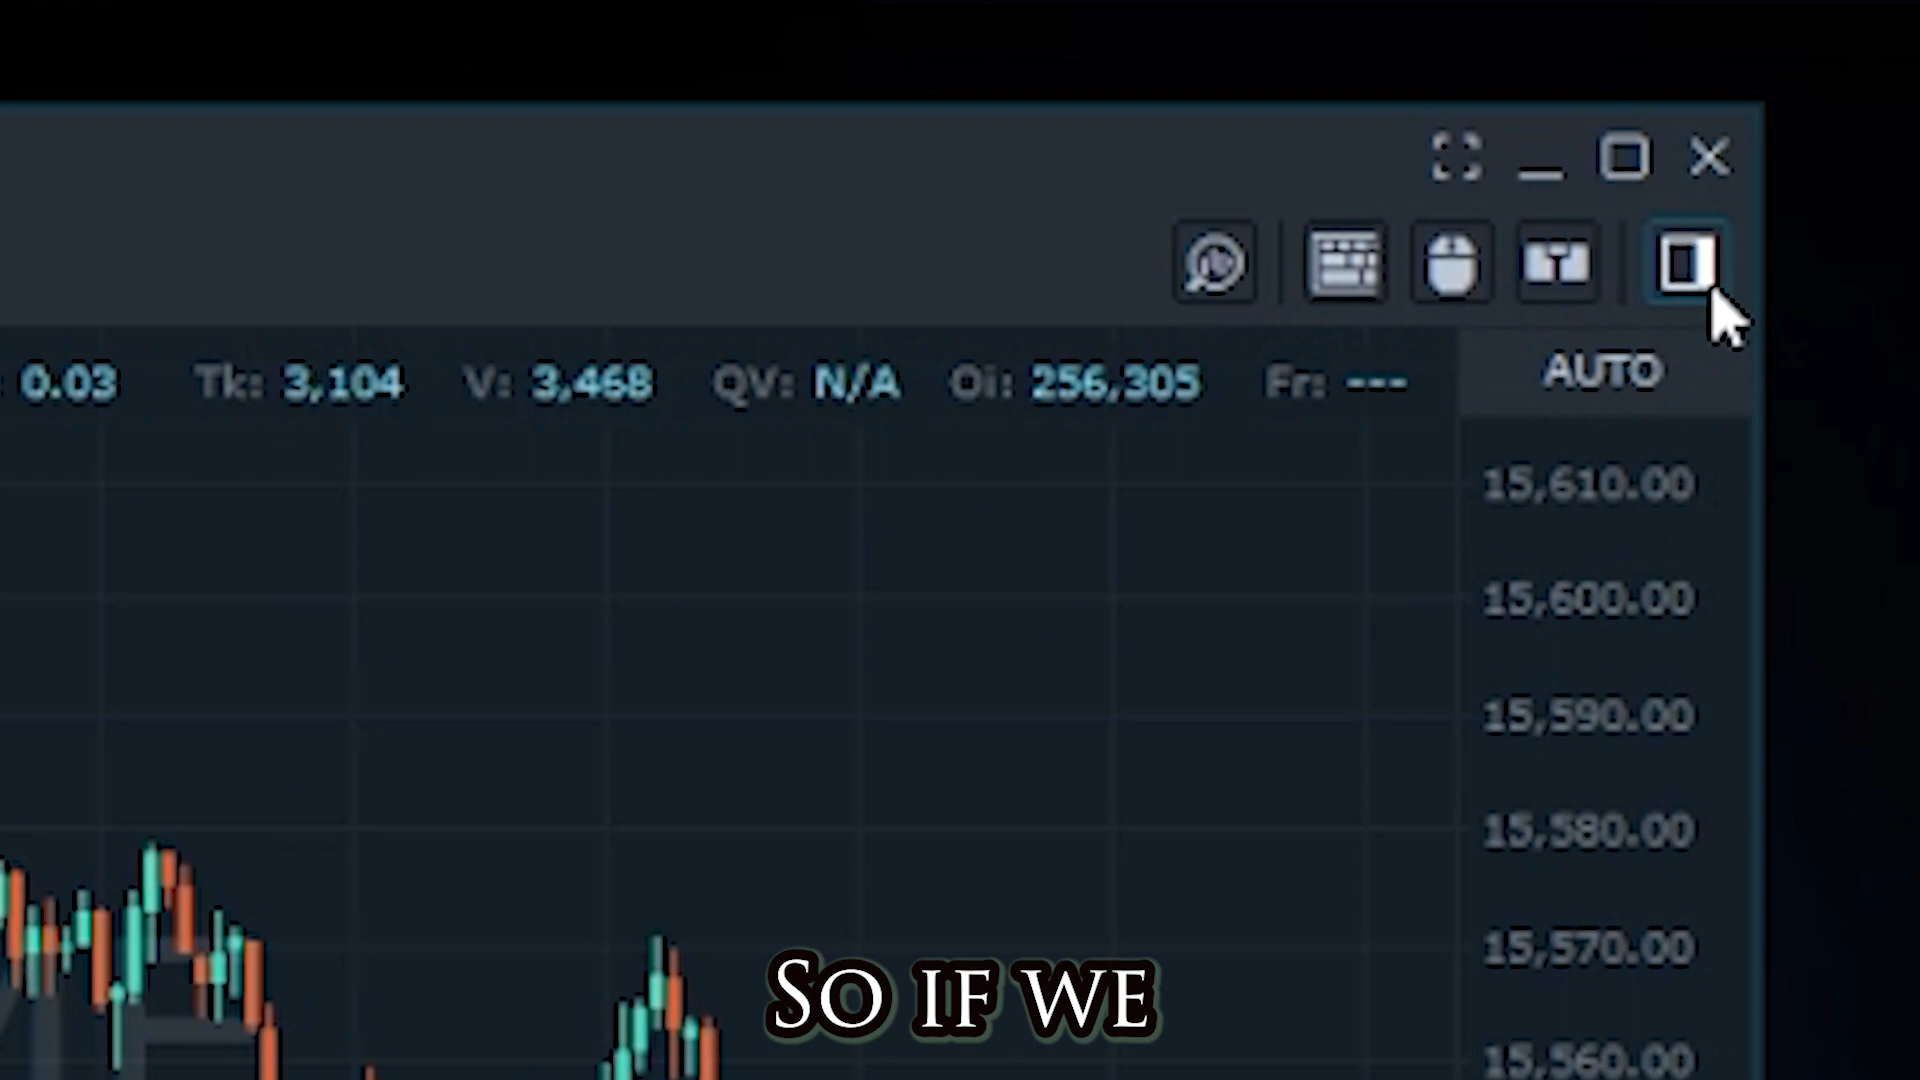 0.03 Tk: 3,104 V: 3,468 QV: N/A Oi: 256,305 Fr: ---
AUTO
15,610.00
15,600.00
15,590.00
15,580.00
15,570.00
So if we
15,560.00